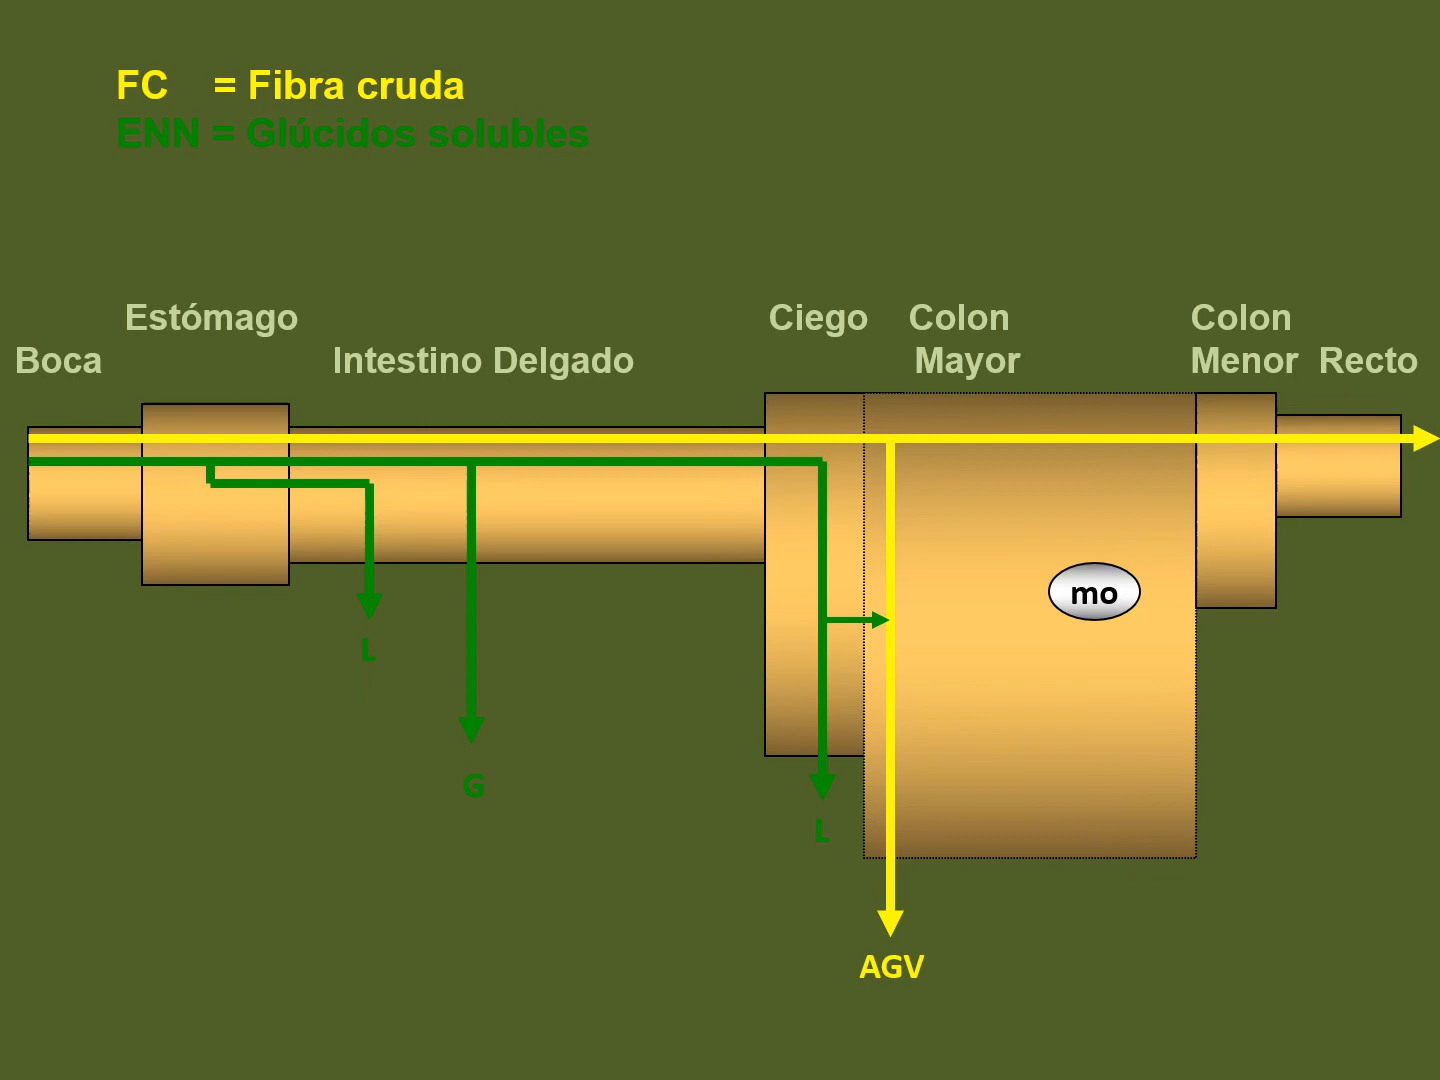 FC = Fibra cruda
ENN = Glúcidos solubles
Estómago Ciego Colon Colon
Boca Intestino Delgado Mayor Menor Recto
mo
L
G
L
AGV